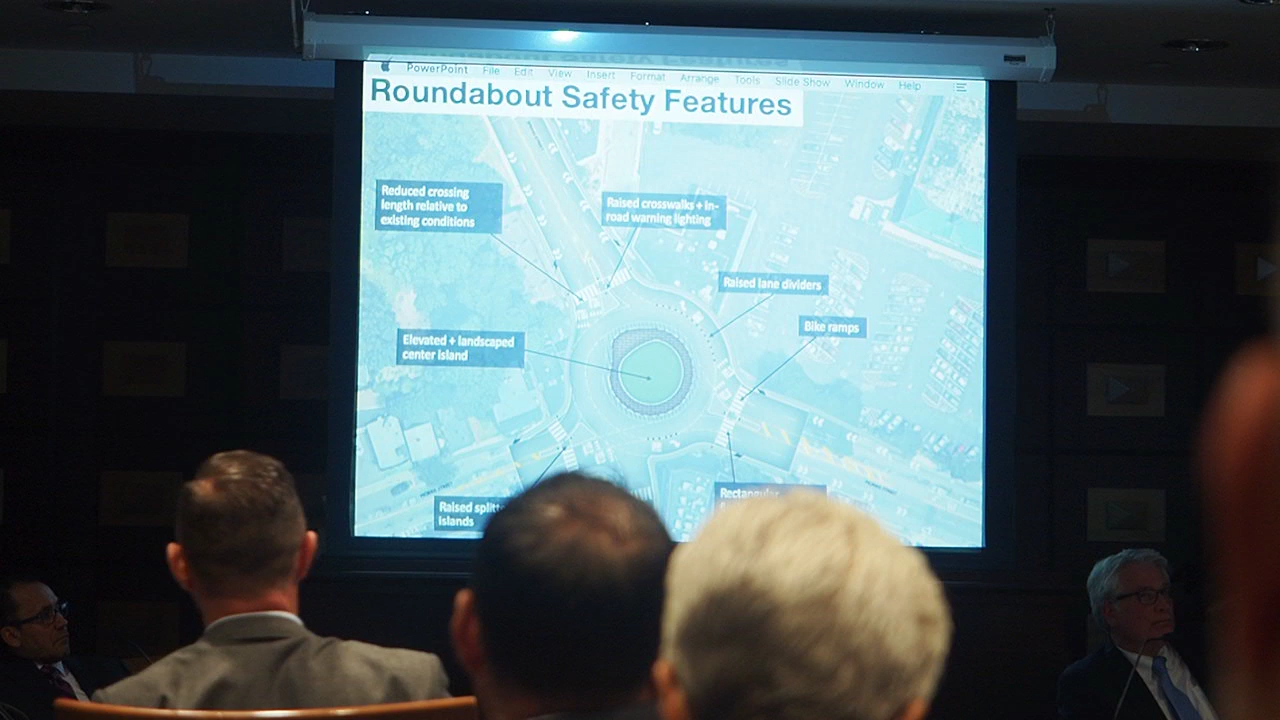 PowerPoint File Edit View Insert Format Arrange Tools Slide Show Window Help
Roundabout Safety Features
Reduced crossing
length relative to
existing conditions
Raised crosswalks + in-
road warning lighting
Raised lane dividers
Bike ramps
Elevated + landscaped
center island
Raised
islands
Rectangular